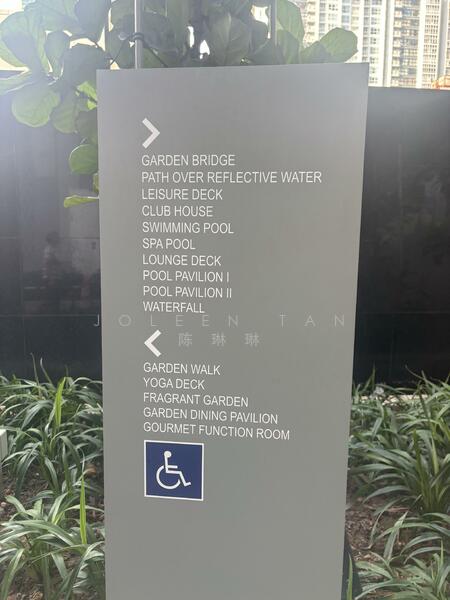 GARDEN BRIDGE
PATH OVER REFLECTIVE WATER
LEISURE DECK
CLUB HOUSE
SWIMMING POOL
SPA POOL
LOUNGE DECK
POOL PAVILION I
POOL PAVILION II
WATERFALL
JOLEEN TAN
陈琳琳
GARDEN WALK
YOGA DECK
FRAGRANT GARDEN
GARDEN DINING PAVILION
GOURMET FUNCTION ROOM